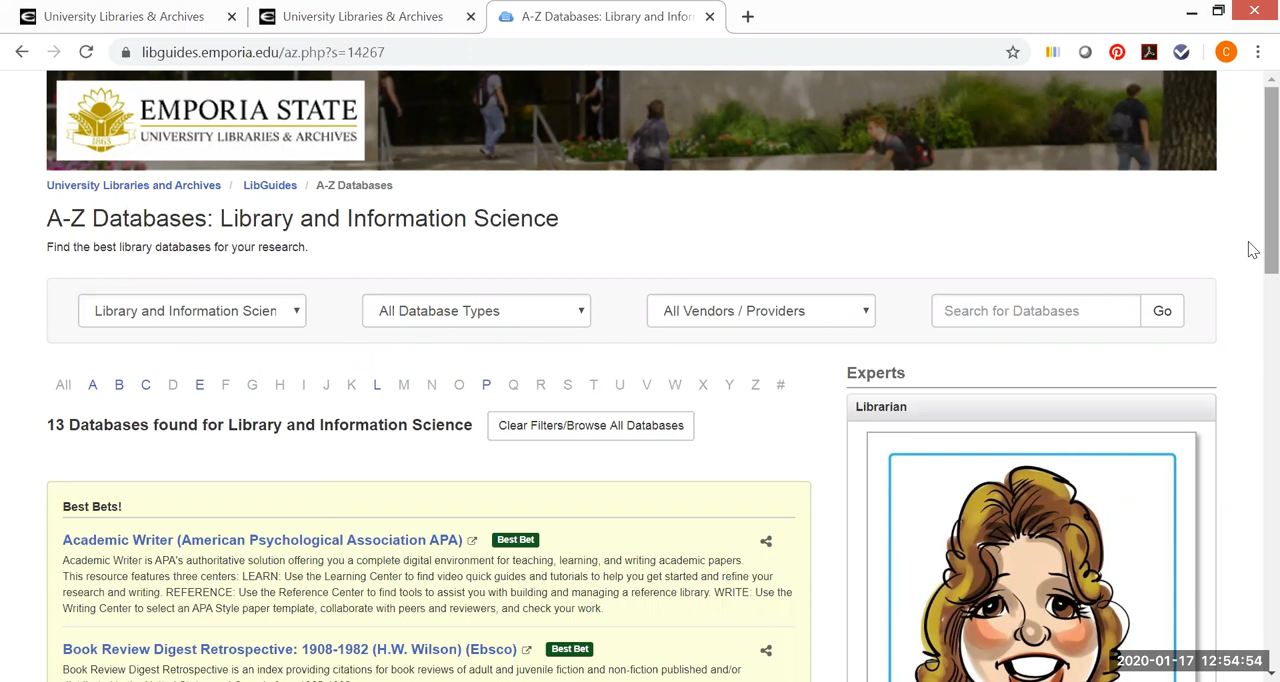 University Libraries & Archives
University Libraries & Archives
A-Z Databases: Library and Infor
libguides.emporia.edu/az.php?s=14267
C
EMPORIA STATE
UNIVERSITY LIBRARIES & ARCHIVES
1863
University Libraries and Archives / LibGuides / A-Z Databases
A-Z Databases: Library and Information Science
Find the best library databases for your research.
Library and Information Scien
All Database Types
All Vendors / Providers
Search for Databases
Go
All A B C D E F G H I J K L M N O P Q R S T U V W X Y Z #
13 Databases found for Library and Information Science
Clear Filters/Browse All Databases
Experts
Librarian
Best Bets!
Academic Writer (American Psychological Association APA) Best Bet
Academic Writer is APA's authoritative solution offering you a complete digital environment for teaching, learning, and writing academic papers.
This resource features three centers: LEARN: Use the Learning Center to find video quick guides and tutorials to help you get started and refine your
research and writing. REFERENCE: Use the Reference Center to find tools to assist you with building and managing a reference library. WRITE: Use the
Writing Center to select an APA Style paper template, collaborate with peers and reviewers, and check your work.
Book Review Digest Retrospective: 1908-1982 (H.W. Wilson) (Ebsco) Best Bet
Book Review Digest Retrospective is an index providing citations for book reviews of adult and juvenile fiction and non-fiction published and/or
2020-01-17 12:54:54